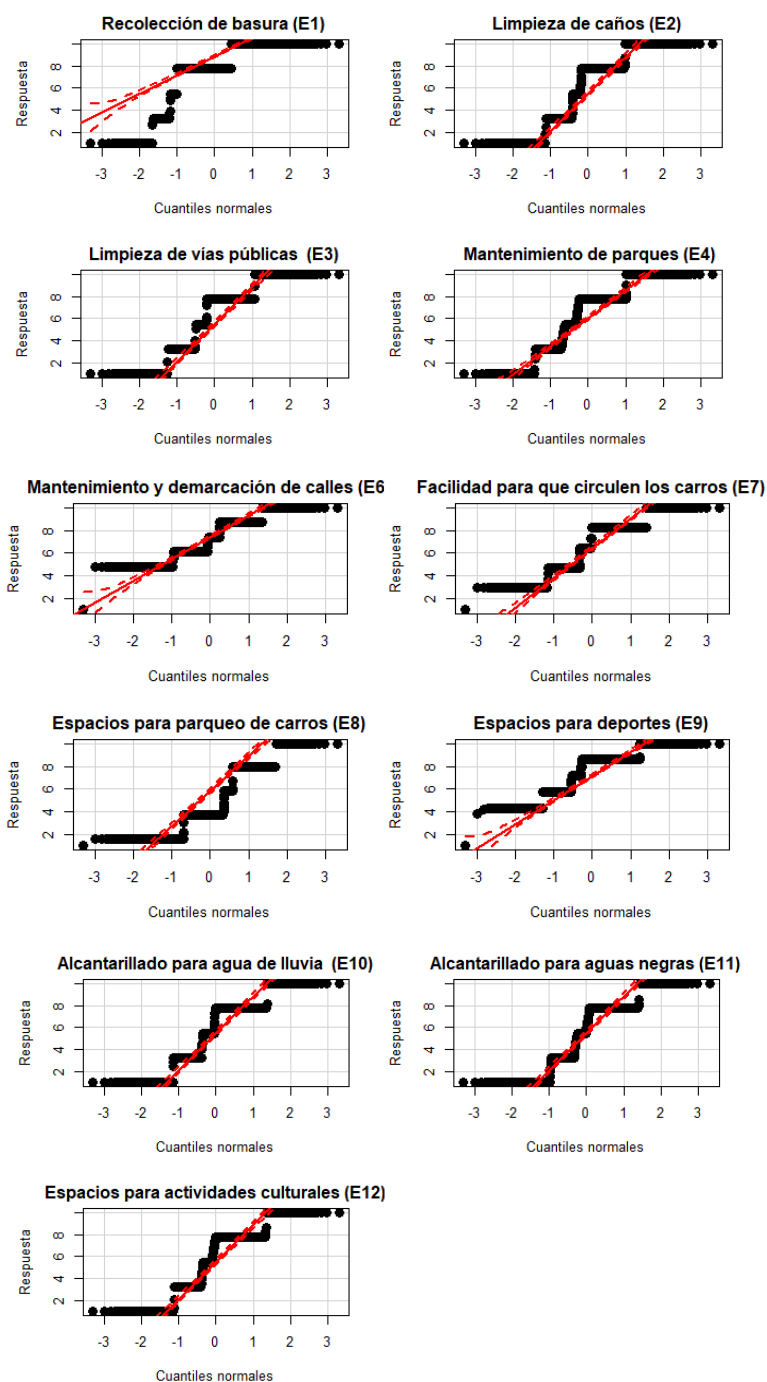 Recolección de basura (E1)
Respuesta
2 4 6 8
-3 -2 -1 0 1 2 3
Cuantiles normales
Limpieza de caños (E2)
Respuesta
2 4 6 8
-3 -2 -1 0 1 2 3
Cuantiles normales
Limpieza de vías públicas (E3)
Respuesta
2 4 6 8
-3 -2 -1 0 1 2 3
Cuantiles normales
Mantenimiento de parques (E4)
Respuesta
2 4 6 8
-3 -2 -1 0 1 2 3
Cuantiles normales
Mantenimiento y demarcación de calles (E6
Respuesta
2 4 6 8
-3 -2 -1 0 1 2 3
Cuantiles normales
Facilidad para que circulen los carros (E7)
Respuesta
2 4 6 8
-3 -2 -1 0 1 2 3
Cuantiles normales
Espacios para parqueo de carros (E8)
Respuesta
2 4 6 8
-3 -2 -1 0 1 2 3
Cuantiles normales
Espacios para deportes (E9)
Respuesta
2 4 6 8
-3 -2 -1 0 1 2 3
Cuantiles normales
Alcantarillado para agua de lluvia (E10)
Respuesta
2 4 6 8
-3 -2 -1 0 1 2 3
Cuantiles normales
Alcantarillado para aguas negras (E11)
Respuesta
2 4 6 8
-3 -2 -1 0 1 2 3
Cuantiles normales
Espacios para actividades culturales (E12)
Respuesta
2 4 6 8
-3 -2 -1 0 1 2 3
Cuantiles normales